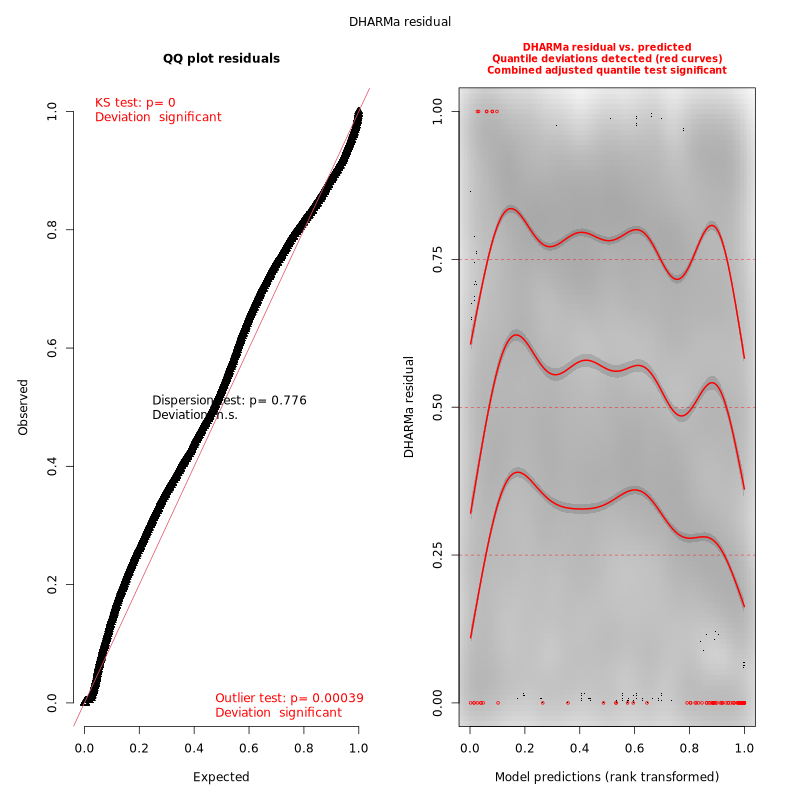 DHARMa residual
QQ plot residuals
KS test: p= 0
Deviation  significant
Dispersion test: p= 0.776
Deviation n.s.
Outlier test: p= 0.00039
Deviation  significant
Observed
0.0
0.2
0.4
0.6
0.8
1.0
0.0 0.2 0.4 0.6 0.8 1.0
Expected
DHARMa residual vs. predicted
Quantile deviations detected (red curves)
Combined adjusted quantile test significant
DHARMa residual
0.00
0.25
0.50
0.75
1.00
0.0 0.2 0.4 0.6 0.8 1.0
Model predictions (rank transformed)